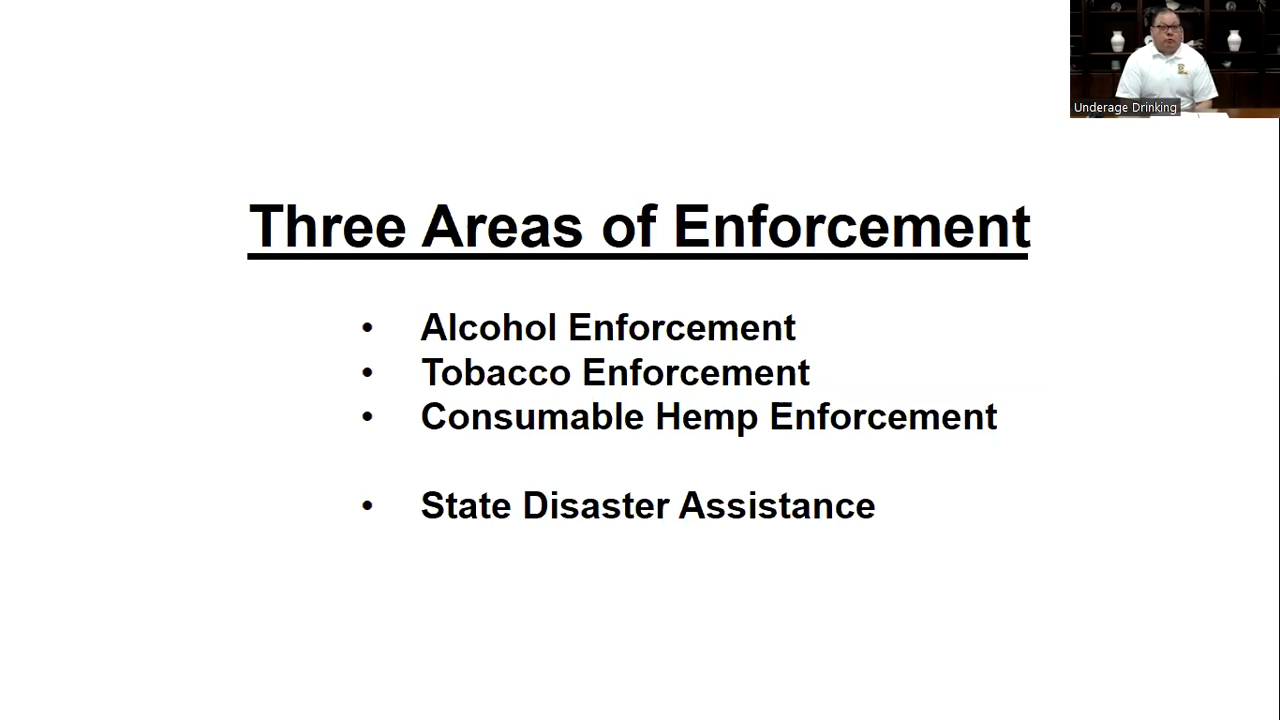 Underage Drinking
Three Areas of Enforcement
• Alcohol Enforcement
• Tobacco Enforcement
• Consumable Hemp Enforcement
• State Disaster Assistance